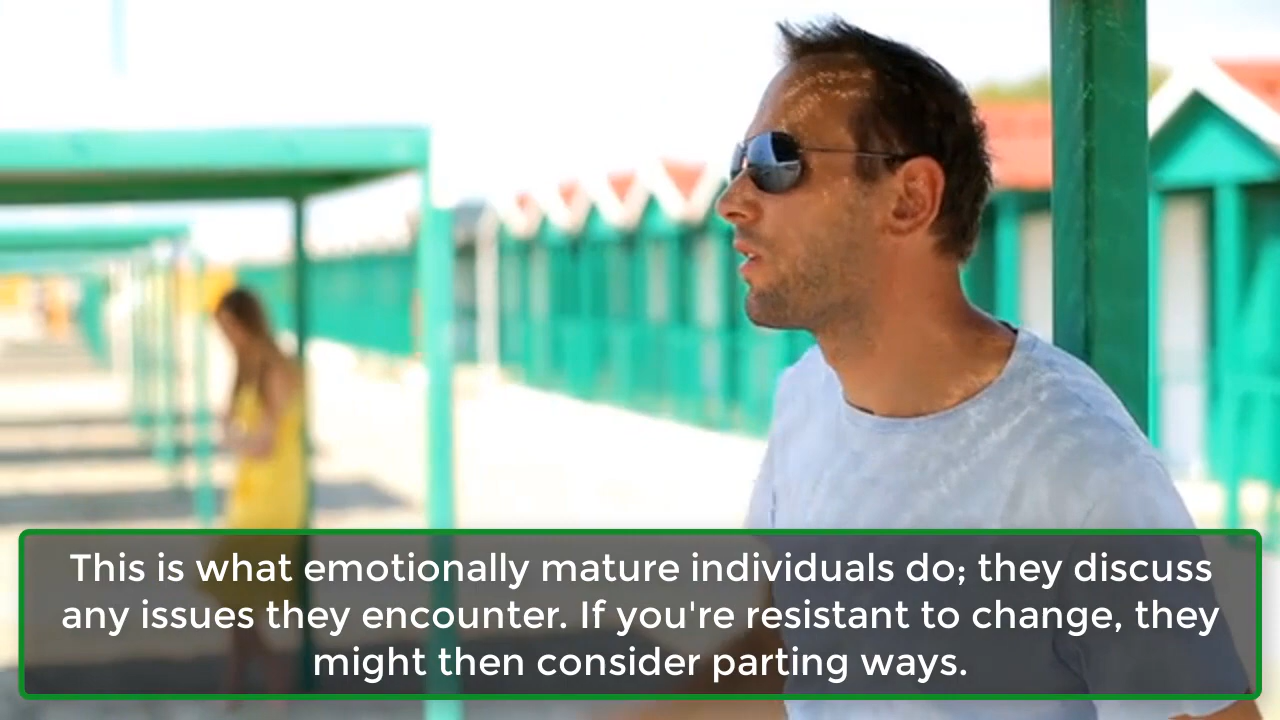 This is what emotionally mature individuals do; they discuss
any issues they encounter. If you're resistant to change, they
might then consider parting ways.